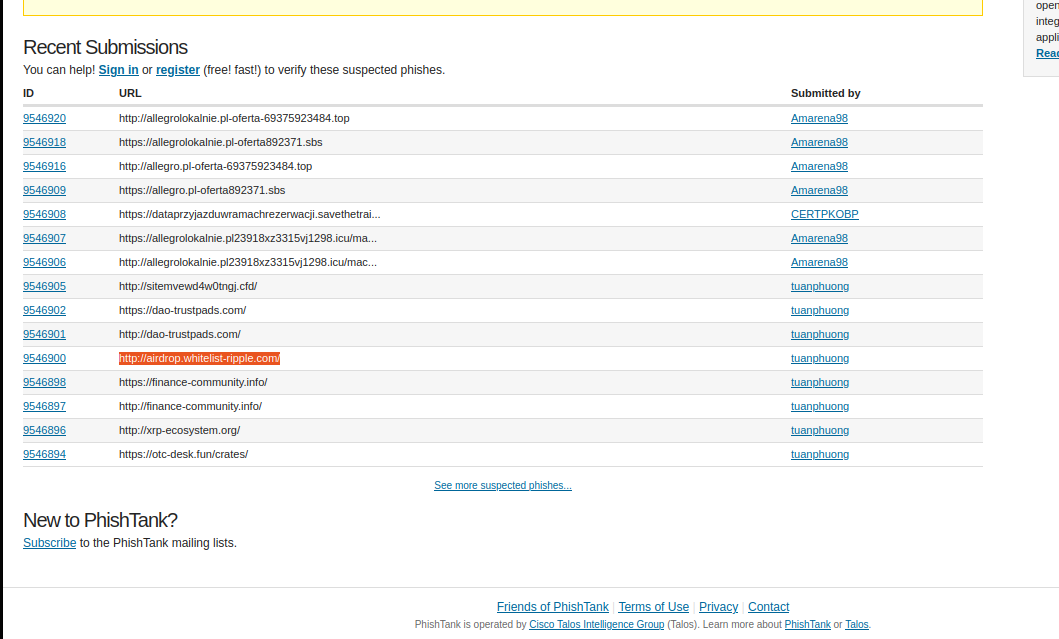 open
integ
appli
Read
Recent Submissions
You can help! Sign in or register (free! fast!) to verify these suspected phishes.
ID URL Submitted by
9546920 http://allegrolokalnie.pl-oferta-69375923484.top Amarena98
9546918 https://allegrolokalnie.pl-oferta892371.sbs Amarena98
9546916 http://allegro.pl-oferta-69375923484.top Amarena98
9546909 https://allegro.pl-oferta892371.sbs Amarena98
9546908 https://dataprzyjazduwramachrezerwacji.savethetrai... CERTPKOBP
9546907 https://allegrolokalnie.pl23918xz3315vj1298.icu/ma... Amarena98
9546906 http://allegrolokalnie.pl23918xz3315vj1298.icu/mac... Amarena98
9546905 http://sitemvewd4w0tngj.cfd/ tuanphuong
9546902 https://dao-trustpads.com/ tuanphuong
9546901 http://dao-trustpads.com/ tuanphuong
9546900 http://airdrop.whitelist-ripple.com/ tuanphuong
9546898 https://finance-community.info/ tuanphuong
9546897 http://finance-community.info/ tuanphuong
9546896 http://xrp-ecosystem.org/ tuanphuong
9546894 https://otc-desk.fun/crates/ tuanphuong
See more suspected phishes...
New to PhishTank?
Subscribe to the PhishTank mailing lists.
Friends of PhishTank | Terms of Use | Privacy | Contact
PhishTank is operated by Cisco Talos Intelligence Group (Talos). Learn more about PhishTank or Talos.